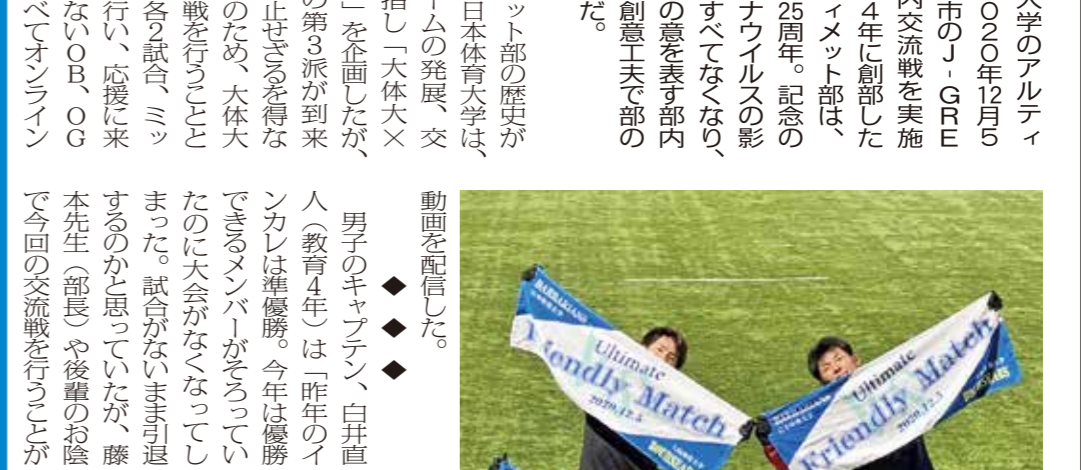 大学のアルティ
020年12月5
市のJ-GRE
内交流戦を実施
4年に創部した
ィメット部は、
25周年。記念の
ナウイルスの影
すべてなくなり、
の意を表す部内
創意工夫で部の
だ。
ット部の歴史が
日本体育大学は、
ームの発展、交
指し「大体大×
」を企画したが、
の第3派が到来
止せざるを得な
のため、大体大
戦を行うことと
各2試合、ミッ
行い、応援に来
ないOB、OG
べてオンライン
動画を配信した。
◆◆◆
男子のキャプテン、白井直
人（教育4年）は「昨年のイ
ンカレは準優勝。今年は優勝
できるメンバーがそろってい
たのに大会がなくなってし
まった。試合がないまま引退
するのかと思っていたが、藤
本先生（部長）や後輩のお陰
で今回の交流戦を行うことが
BARBARIANS
Ultimate
Friendly Match
2020.12.5
Ultimate
Friendly Match
2020.12.5